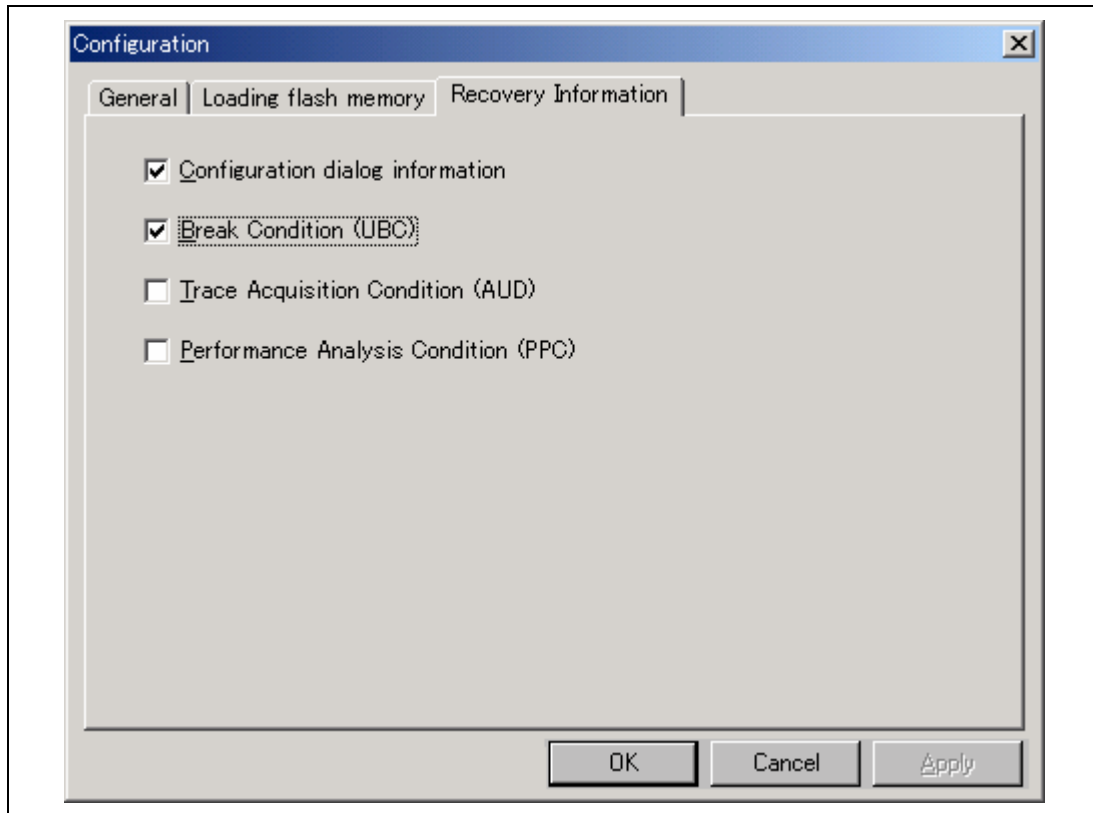 Configuration
General Loading flash memory Recovery Information
Configuration dialog information
Break Condition (UBC)
Trace Acquisition Condition (AUD)
Performance Analysis Condition (PPC)
OK Cancel Apply